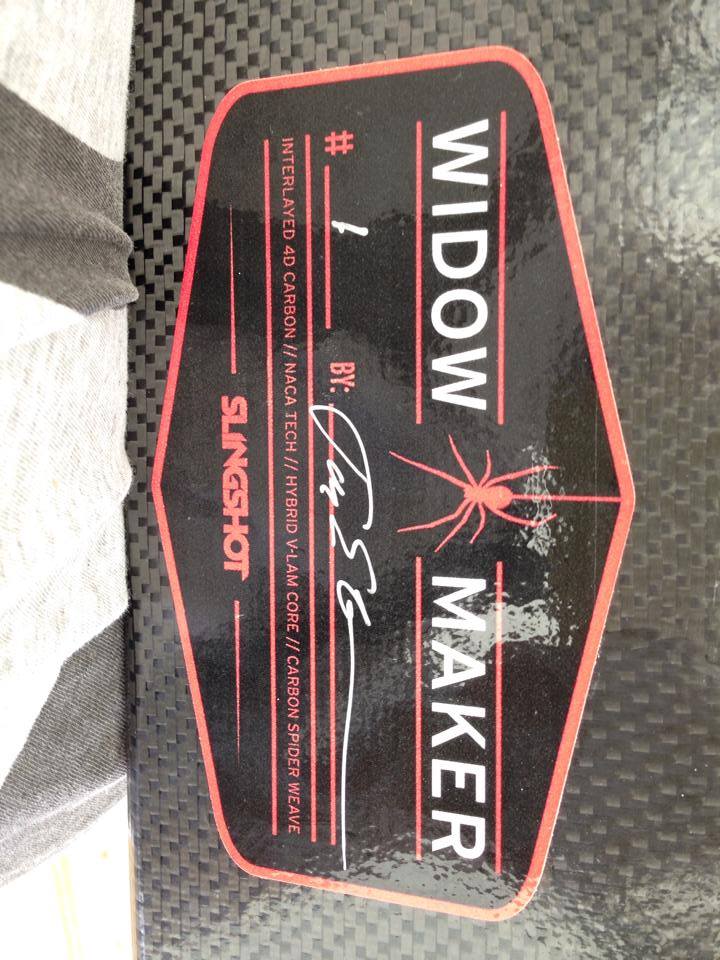 WIDOW MAKER
# 1 BY:
INTERLAYED 4D CARBON // NACA TECH // HYBRID V-LAM CORE // CARBON SPIDER WEAVE
SLINGSHOT